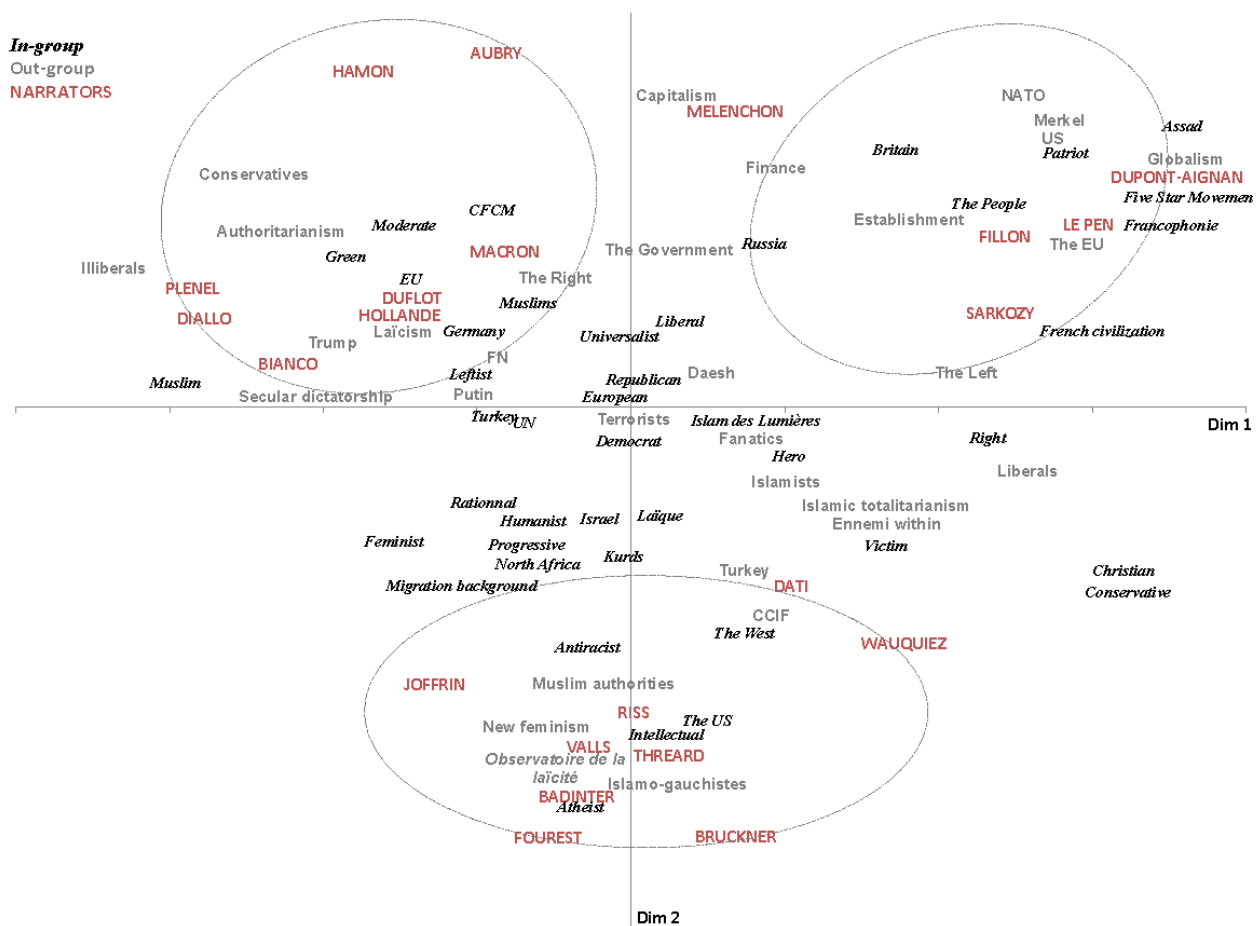 In-group
Out-group
NARRATORS
AUBRY
HAMON
Capitalism
MELENCHON
NATO
Merkel
US
Assad
Britain
Patriot
Globalism
Finance
DUPONT-AIGNAN
Conservatives
Five Star Movemen
The People
CFCM
Moderate
Establishment
LE PEN
Francophonie
Authoritarianism
FILLON
The EU
Green
MACRON
The Government
Russia
Illiberals
EU
The Right
PLENEL
DUFLOT
Muslims
HOLLANDE
DIALLO
Laïcism
Germany
Liberal
SARKOZY
Universalist
French civilization
Trump
FN
BIANCO
Leftist
Daesh
The Left
Muslim
Republican
Secular dictatorship
Putin
European
Turkey
UN
Terrorists
Islam des Lumières
Dim 1
Democrat
Fanatics
Right
Hero
Liberals
Islamists
Rationnal
Islamic totalitarianism
Humanist
Israel
Laïque
Ennemi within
Feminist
Progressive
Victim
North Africa
Kurds
Turkey
Christian
Migration background
DATI
Conservative
CCIF
The West
Antiracist
WAUQUIEZ
JOFFRIN
Muslim authorities
RISS
New feminism
The US
Intellectual
VALLS
THREARD
Observatoire de la
laïcité
Islamo-gauchistes
BADINTER
Atheist
FOUREST
BRUCKNER
Dim 2